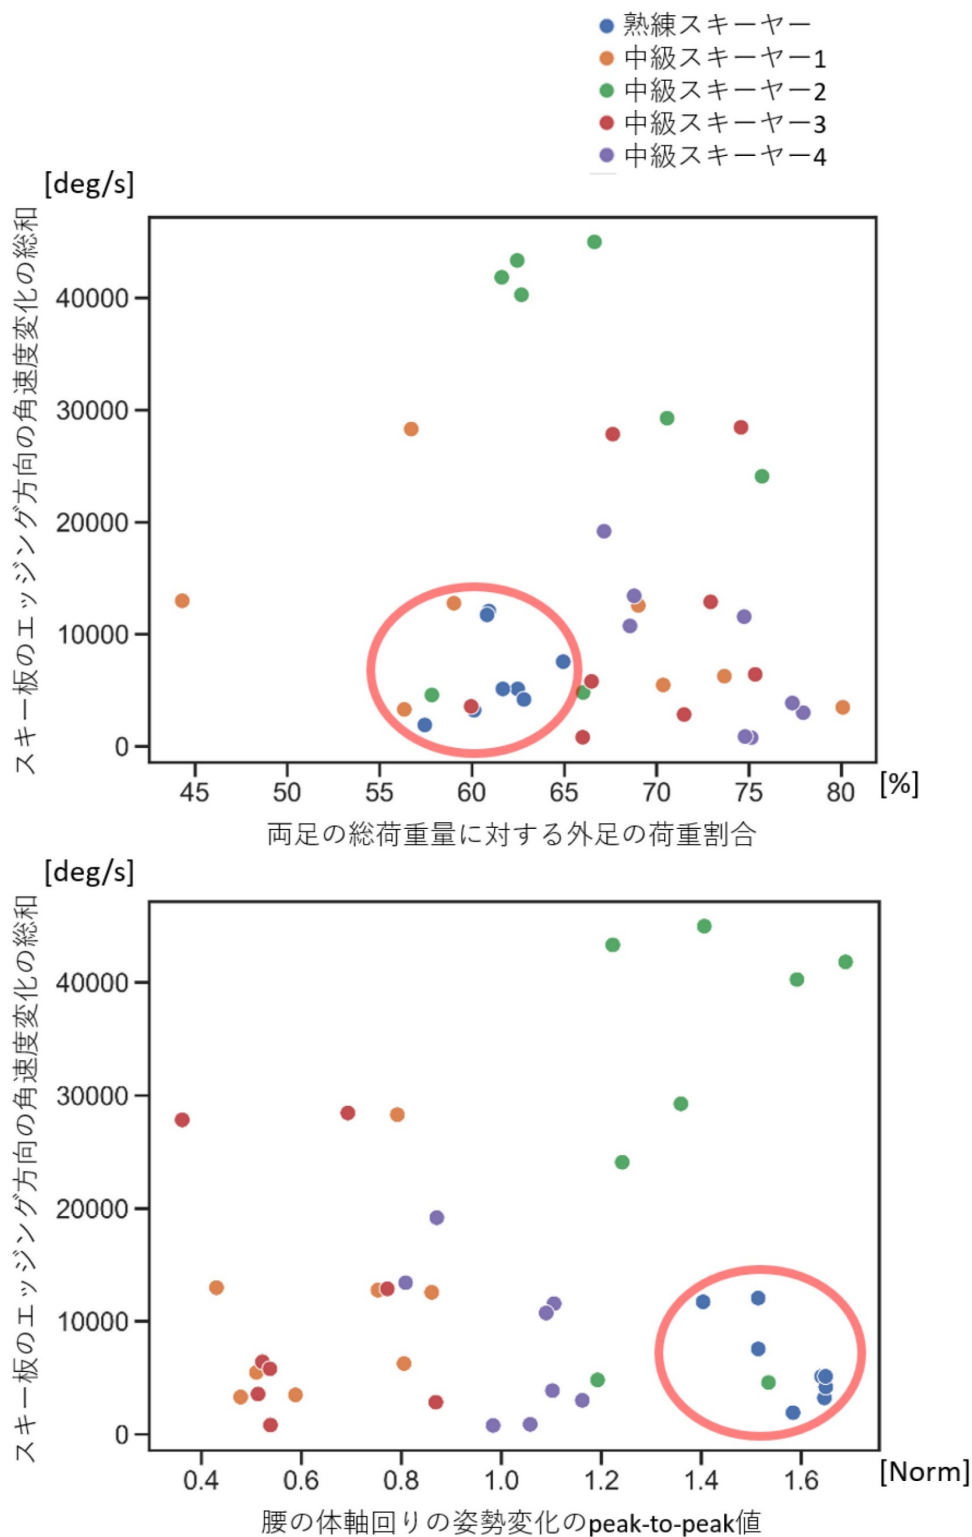 熟練スキーヤー
中級スキーヤー1
中級スキーヤー2
中級スキーヤー3
中級スキーヤー4
[deg/s]
スキー板のエッジング方向の角速度変化の総和
40000
30000
20000
10000
0
45 50 55 60 65 70 75 80 [%]
両足の総荷重量に対する外足の荷重割合
[deg/s]
スキー板のエッジング方向の角速度変化の総和
40000
30000
20000
10000
0
0.4 0.6 0.8 1.0 1.2 1.4 1.6 [Norm]
腰の体軸回りの姿勢変化のpeak-to-peak値